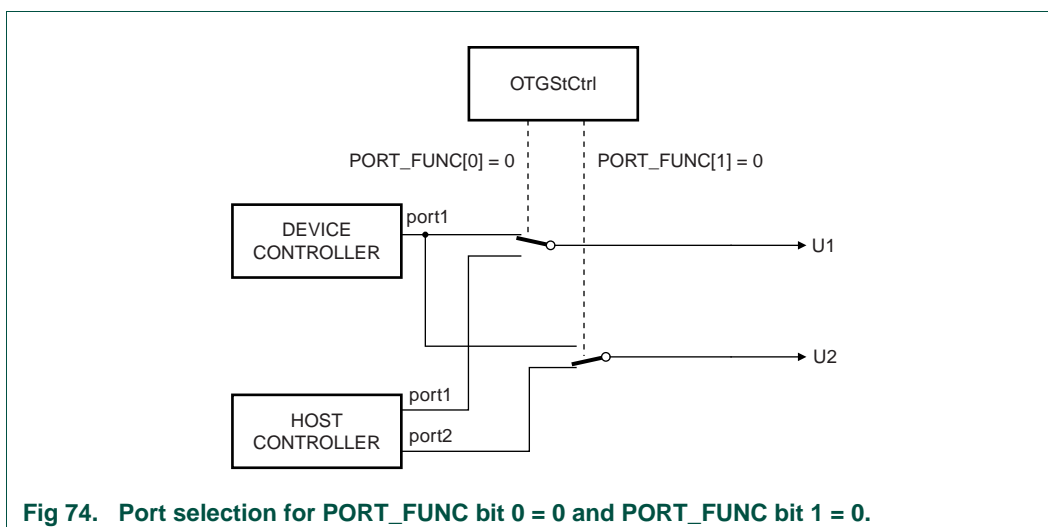 OTGStCtrl
PORT_FUNC[0] = 0
PORT_FUNC[1] = 0
port1
DEVICE
CONTROLLER
U1
U2
port1
HOST
CONTROLLER
port2
Fig 74. Port selection for PORT_FUNC bit 0 = 0 and PORT_FUNC bit 1 = 0.